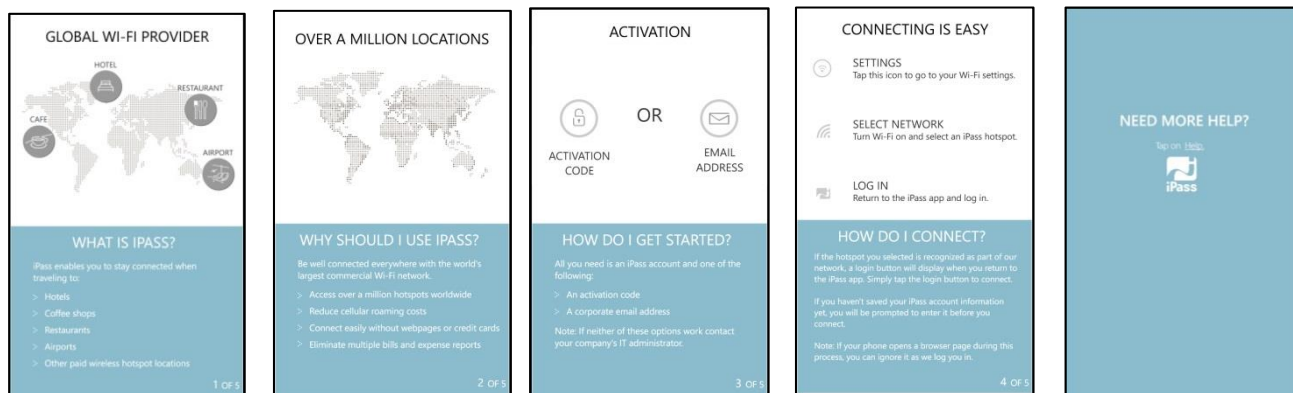 GLOBAL WI-FI PROVIDER
HOTEL
RESTAURANT
CAFE
AIRPORT
WHAT IS IPASS?
iPass enables you to stay connected when
traveling to:
> Hotels
> Coffee shops
> Restaurants
> Airports
> Other paid wireless hotspot locations
1 OF 5
OVER A MILLION LOCATIONS
WHY SHOULD I USE IPASS?
Be well connected everywhere with the world's
largest commercial Wi-Fi network.
> Access over a million hotspots worldwide
> Reduce cellular roaming costs
> Connect easily without webpages or credit cards
> Eliminate multiple bills and expense reports
2 OF 5
ACTIVATION
OR
ACTIVATION
CODE
EMAIL
ADDRESS
HOW DO I GET STARTED?
All you need is an iPass account and one of the
following:
> An activation code
> A corporate email address
Note: If neither of these options work contact
your company's IT administrator.
3 OF 5
CONNECTING IS EASY
SETTINGS
Tap this icon to go to your Wi-Fi settings.
SELECT NETWORK
Turn Wi-Fi on and select an iPass hotspot.
LOG IN
Return to the iPass app and log in.
HOW DO I CONNECT?
If the hotspot you selected is recognized as part of our
network, a login button will display when you return to
the iPass app. Simply tap the login button to connect.
If you haven't saved your iPass account information
yet, you will be prompted to enter it before you
connect.
Note: If your phone opens a browser page during this
process, you can ignore it as we log you in.
4 OF 5
NEED MORE HELP?
Tap on Help.
iPass